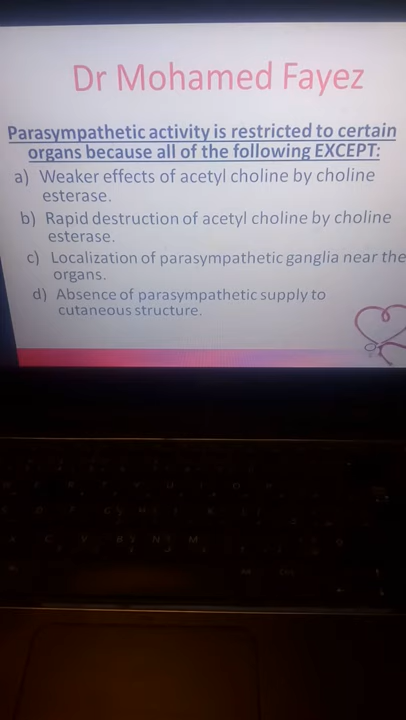 Dr Mohamed Fayez
Parasympathetic activity is restricted to certain
organs because all of the following EXCEPT:
a) Weaker effects of acetyl choline by choline
esterase.
b) Rapid destruction of acetyl choline by choline
esterase.
c) Localization of parasympathetic ganglia near the
organs.
d) Absence of parasympathetic supply to
cutaneous structure.